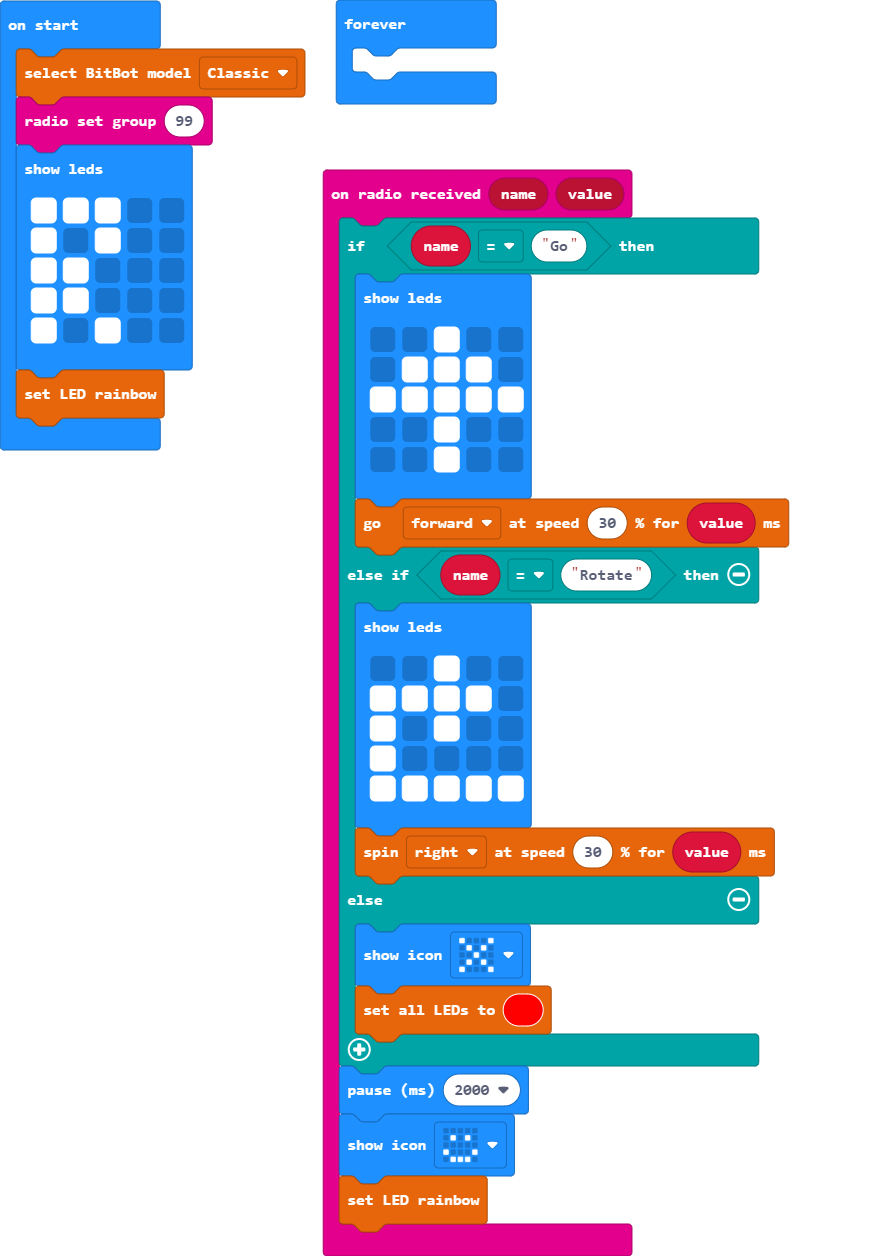 on start
select BitBot model Classic
radio set group 99
show leds
set LED rainbow
forever
on radio received name value
if name = "Go" then
show leds
go forward at speed 30 % for value ms
else if name = "Rotate" then
show leds
spin right at speed 30 % for value ms
else
show icon
set all LEDs to
pause (ms) 2000
show icon
set LED rainbow